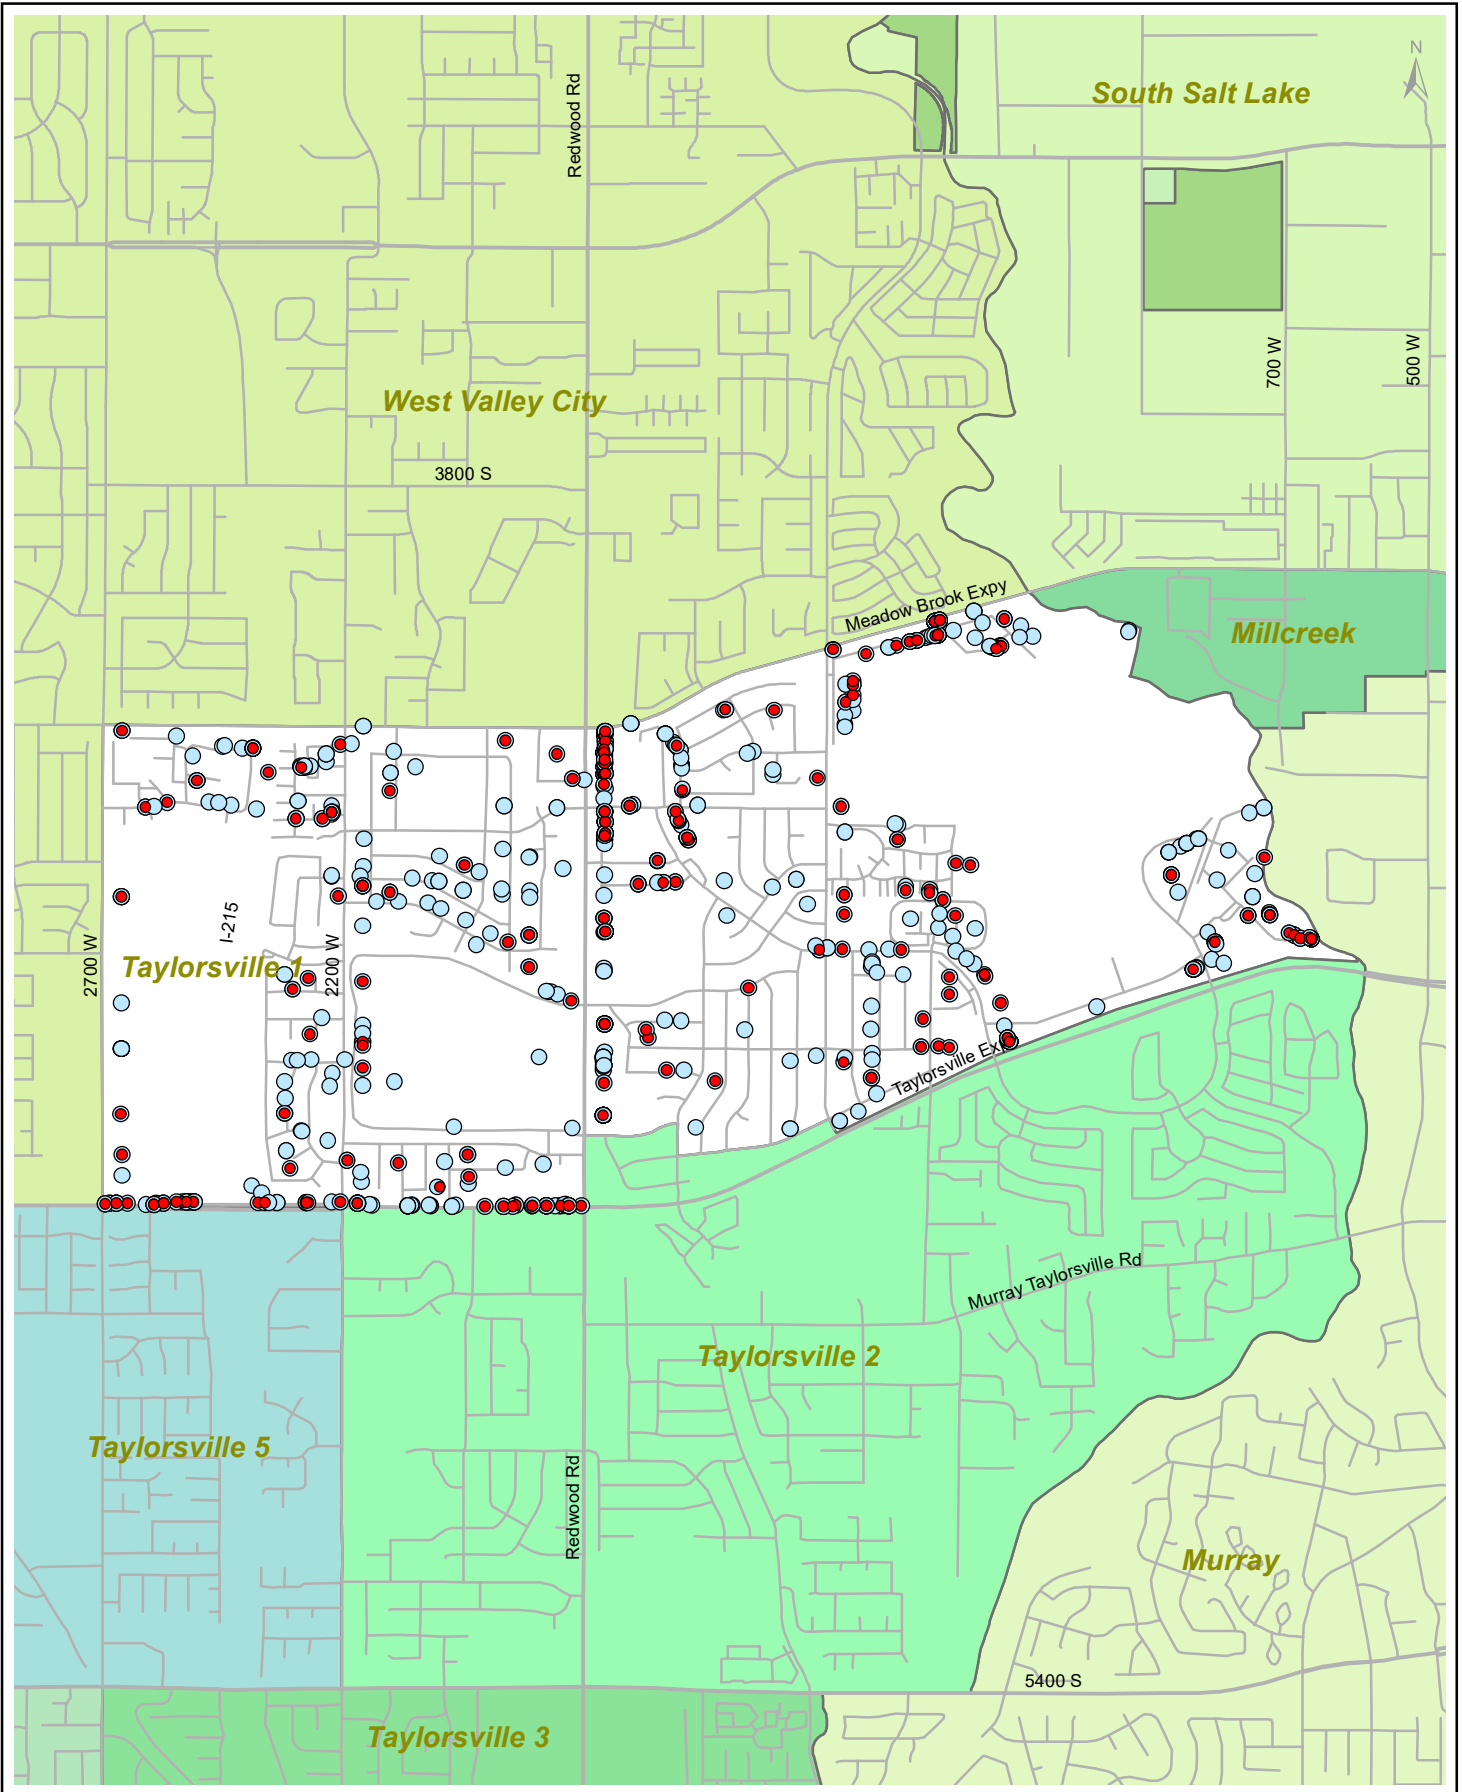 N
South Salt Lake
Redwood Rd
700 W
500 W
West Valley City
3800 S
Meadow Brook Expy
Millcreek
I-215
2700 W
2200 W
Taylorsville 1
Taylorsville Exp
Murray Taylorsville Rd
Taylorsville 2
Taylorsville 5
Redwood Rd
Murray
5400 S
Taylorsville 3